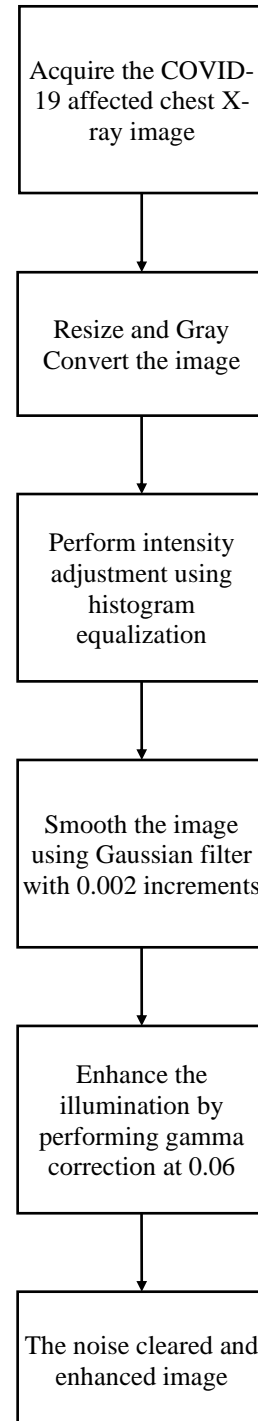 Acquire the COVID-
19 affected chest X-
ray image
Resize and Gray
Convert the image
Perform intensity
adjustment using
histogram
equalization
Smooth the image
using Gaussian filter
with 0.002 increments
Enhance the
illumination by
performing gamma
correction at 0.06
The noise cleared and
enhanced image